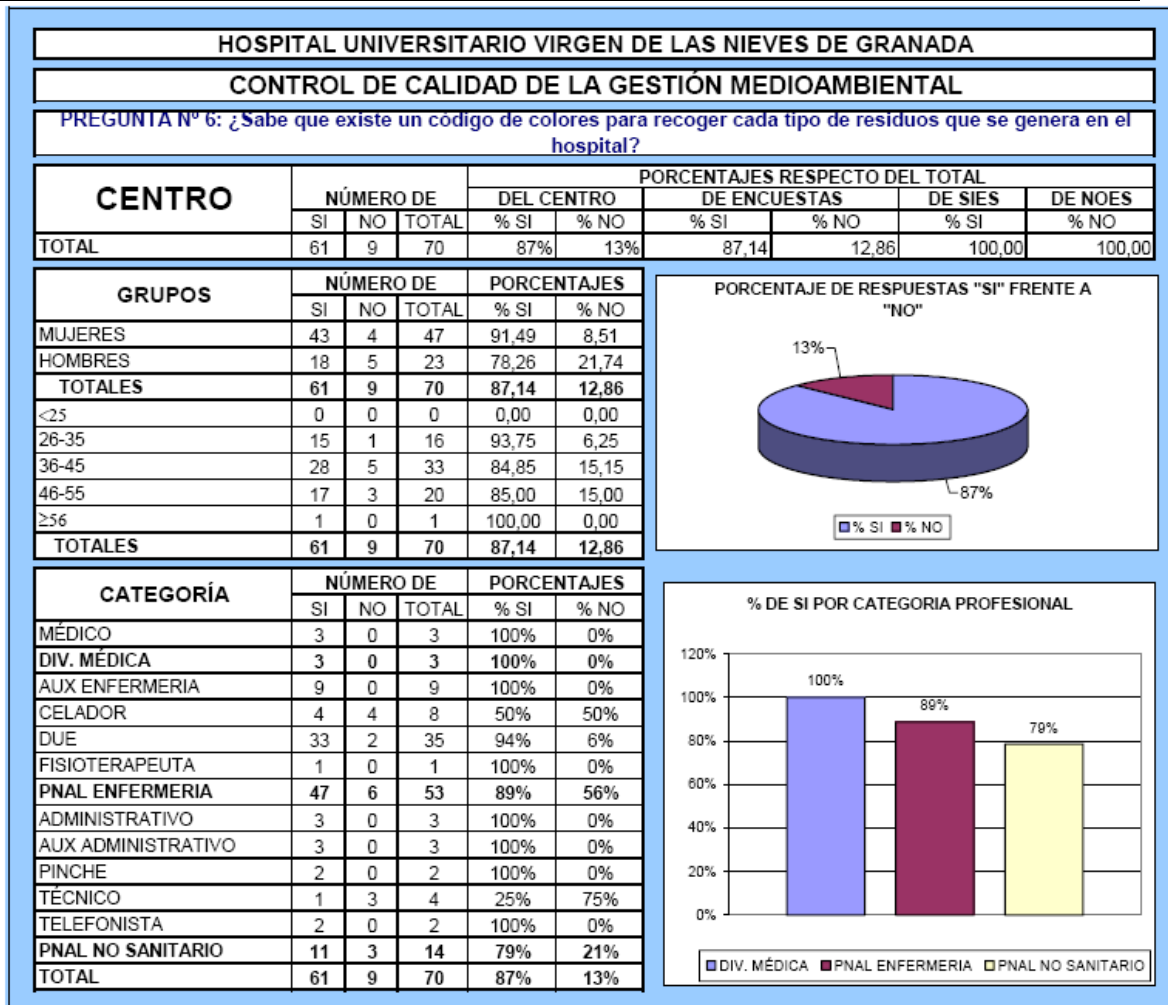 HOSPITAL UNIVERSITARIO VIRGEN DE LAS NIEVES DE GRANADA
CONTROL DE CALIDAD DE LA GESTIÓN MEDIOAMBIENTAL
PREGUNTA Nº 6: ¿Sabe que existe un código de colores para recoger cada tipo de residuos que se genera en el
hospital?
CENTRO NÚMERO DE PORCENTAJES RESPECTO DEL TOTAL
DEL CENTRO DE ENCUESTAS DE SIES DE NOES
SI NO TOTAL % SI % NO % SI % NO % SI % NO
TOTAL 61 9 70 87% 13% 87,14 12,86 100,00 100,00
GRUPOS NÚMERO DE PORCENTAJES
SI NO TOTAL % SI % NO
MUJERES 43 4 47 91,49 8,51
HOMBRES 18 5 23 78,26 21,74
TOTALES 61 9 70 87,14 12,86
<25 0 0 0 0,00 0,00
26-35 15 1 16 93,75 6,25
36-45 28 5 33 84,85 15,15
46-55 17 3 20 85,00 15,00
≥56 1 0 1 100,00 0,00
TOTALES 61 9 70 87,14 12,86
PORCENTAJE DE RESPUESTAS "SI" FRENTE A
"NO"
13%
87%
% SI % NO
CATEGORÍA NÚMERO DE PORCENTAJES
SI NO TOTAL % SI % NO
MÉDICO 3 0 3 100% 0%
DIV. MÉDICA 3 0 3 100% 0%
AUX ENFERMERIA 9 0 9 100% 0%
CELADOR 4 4 8 50% 50%
DUE 33 2 35 94% 6%
FISIOTERAPEUTA 1 0 1 100% 0%
PNAL ENFERMERIA 47 6 53 89% 56%
ADMINISTRATIVO 3 0 3 100% 0%
AUX ADMINISTRATIVO 3 0 3 100% 0%
PINCHE 2 0 2 100% 0%
TÉCNICO 1 3 4 25% 75%
TELEFONISTA 2 0 2 100% 0%
PNAL NO SANITARIO 11 3 14 79% 21%
TOTAL 61 9 70 87% 13%
% DE SI POR CATEGORIA PROFESIONAL
120%
100%
80%
60%
40%
20%
0%
100%
89%
79%
DIV. MÉDICA PNAL ENFERMERIA PNAL NO SANITARIO